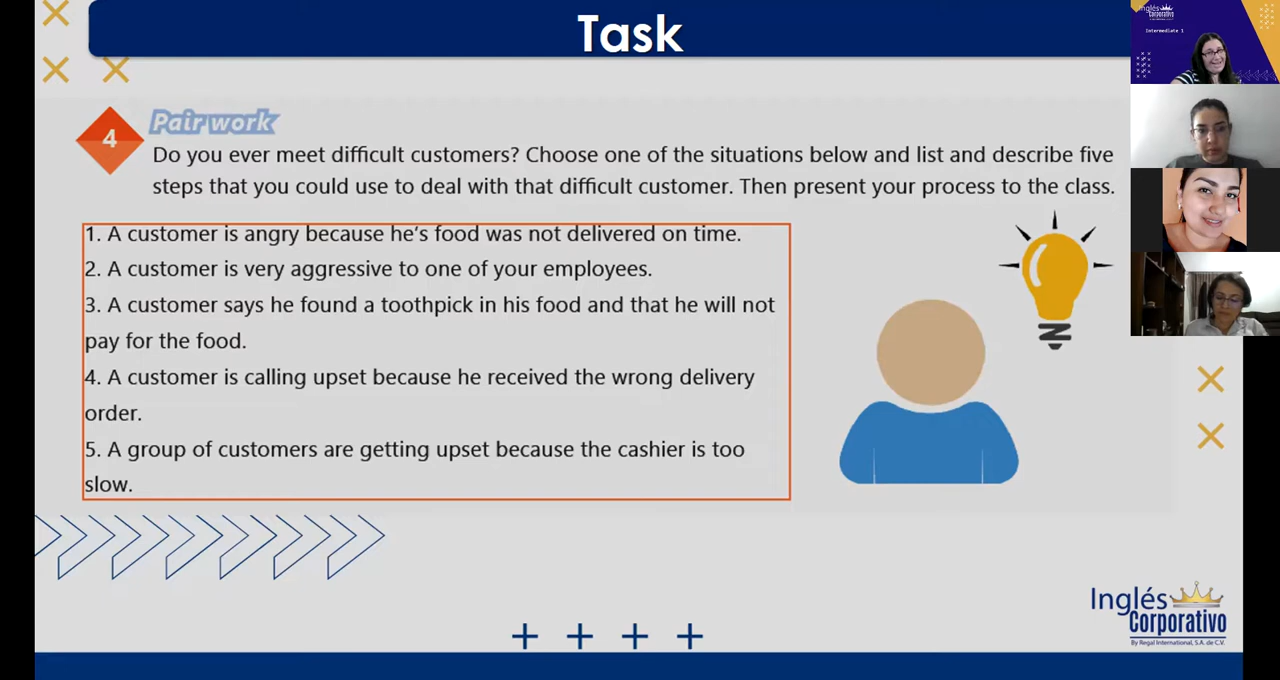 Task
4
Pair work
Do you ever meet difficult customers? Choose one of the situations below and list and describe five
steps that you could use to deal with that difficult customer. Then present your process to the class.
1. A customer is angry because he's food was not delivered on time.
2. A customer is very aggressive to one of your employees.
3. A customer says he found a toothpick in his food and that he will not
pay for the food.
4. A customer is calling upset because he received the wrong delivery
order.
5. A group of customers are getting upset because the cashier is too
slow.
Inglés
Corporativo
Intermediate 1
Inglés
Corporativo
By Regal International, S.A. de C.V.